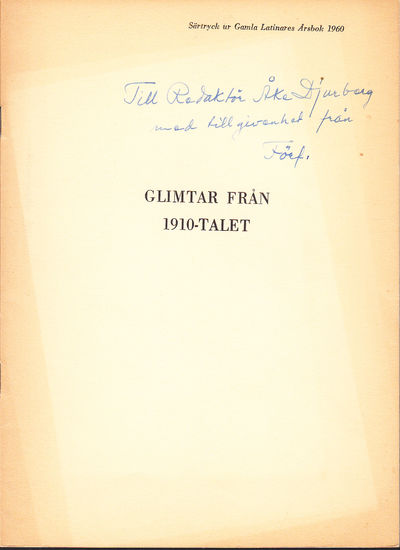 Särtryck ur Gamla Latinares Årsbok 1960
Till Redaktör Åke Djurberg
med tillgivenhet från
Förf.
GLIMTAR FRÅN
1910-TALET